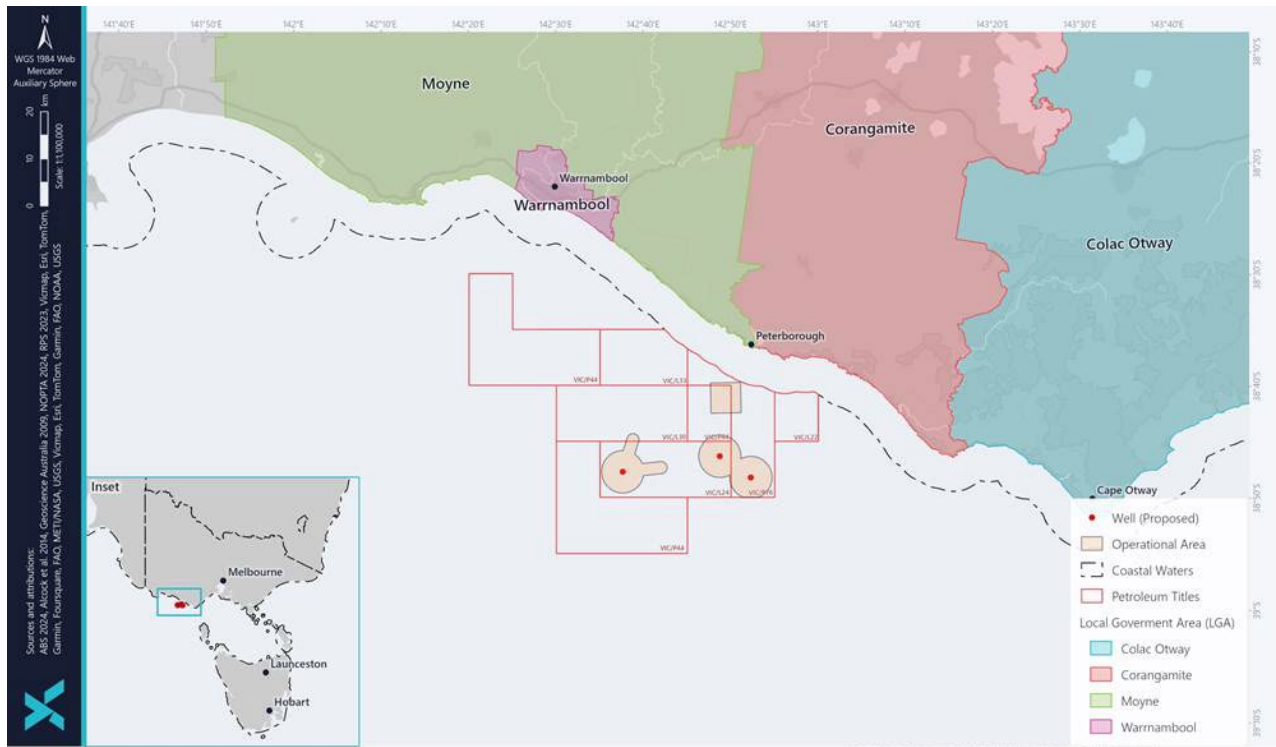 N
WGS 1984 Web
Mercator
Auxiliary Sphere
0 10 20
km
Scale: 1:1,100,000
Sources and attributions:
ABS 2024, Alcock et al. 2014, Geoscience Australia 2009, NOPTA 2024, RPS 2023, Vicmap, Esri, TomTom,
Garmin, Foursquare, FAO, METI/NASA, USGS, Vicmap, Esri, TomTom, Garmin, FAO, NOAA, USGS
141°40'E 141°50'E 142°E 142°10'E 142°20'E 142°30'E 142°40'E 142°50'E 143°E 143°10'E 143°20'E 143°30'E 143°40'E
38°10'S
38°20'S
38°30'S
38°40'S
38°50'S
39°S
39°10'S
Moyne
Corangamite
Warrnambool
Warrnambool
Colac Otway
Peterborough
VIC/P44
VIC/L33
VIC/L30
VIC/L22
VIC/L24
VIC/P76
VIC/P44
Cape Otway
Inset
Melbourne
Launceston
Hobart
Well (Proposed)
Operational Area
Coastal Waters
Petroleum Titles
Local Goverment Area (LGA)
Colac Otway
Corangamite
Moyne
Warrnambool